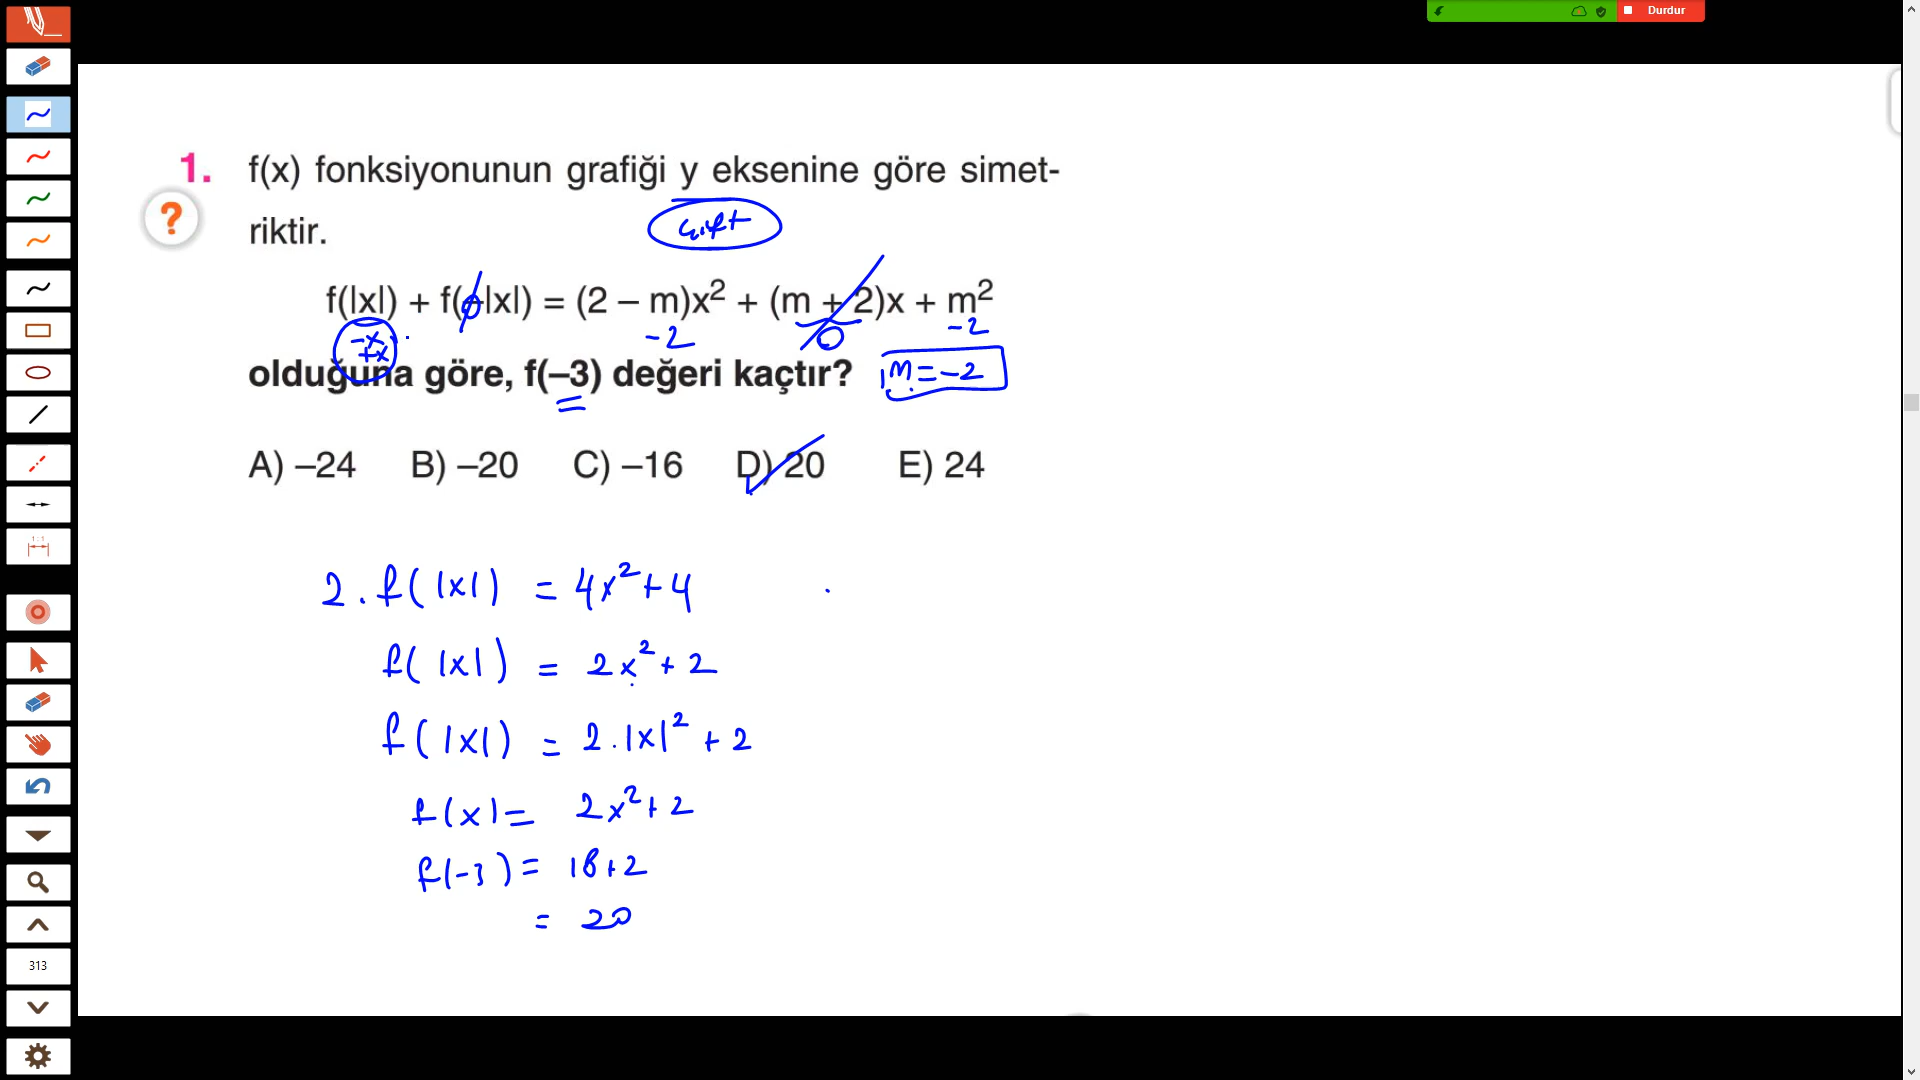 Durdur
1. f(x) fonksiyonunun grafiği y eksenine göre simet-
? riktir.
çift
f(|x|) + f(–|x|) = (2 – m)x² + (m + 2)x + m²
-x
+x
-2
0
-2
olduğuna göre, f(–3) değeri kaçtır?
m = -2
A) –24 B) –20 C) –16 D) 20 E) 24
2. f(|x|) = 4x² + 4
f(|x|) = 2x² + 2
f(|x|) = 2.|x|² + 2
f(x) = 2x² + 2
f(-3) = 18 + 2
= 20
1:1
313